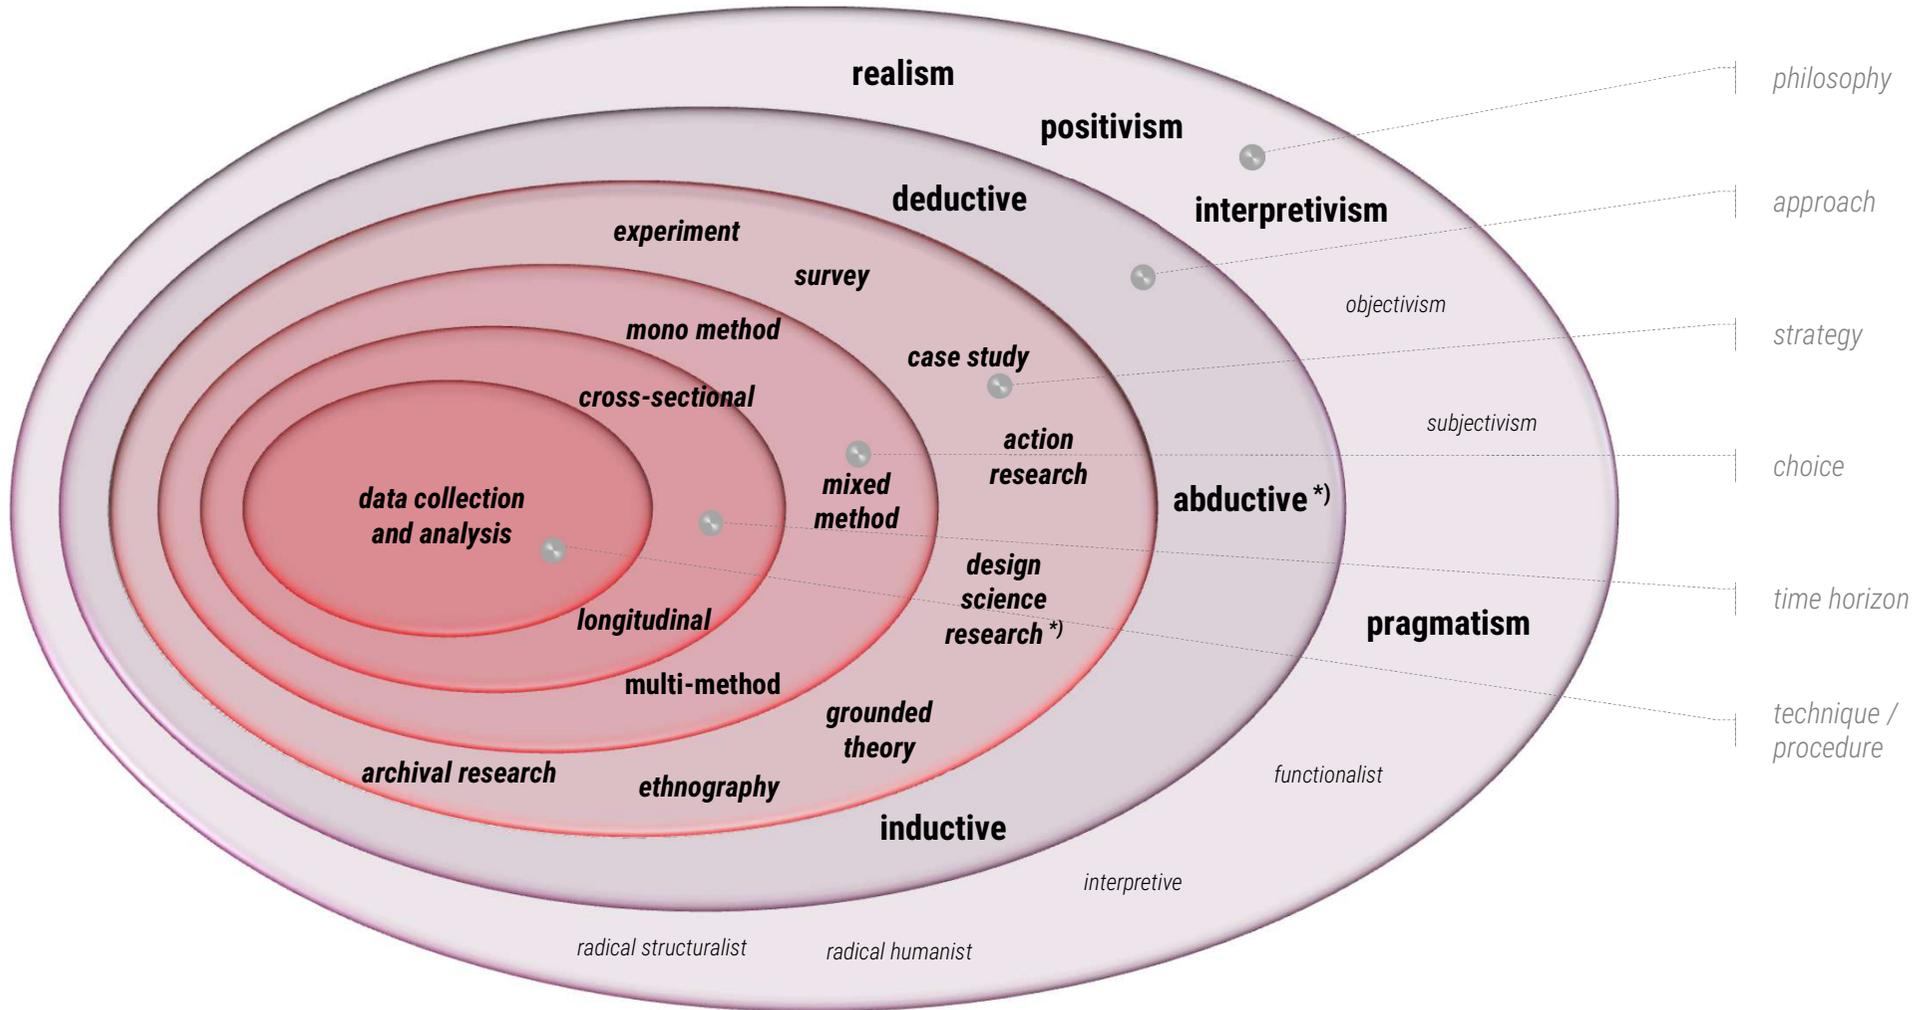 realism
philosophy
positivism
deductive
interpretivism
approach
experiment
survey
objectivism
mono method
strategy
case study
cross-sectional
subjectivism
action
research
choice
mixed
method
data collection
and analysis
abductive *)
design
science
research *)
time horizon
longitudinal
pragmatism
multi-method
grounded
theory
technique /
procedure
archival research
ethnography
functionalist
inductive
interpretive
radical structuralist
radical humanist